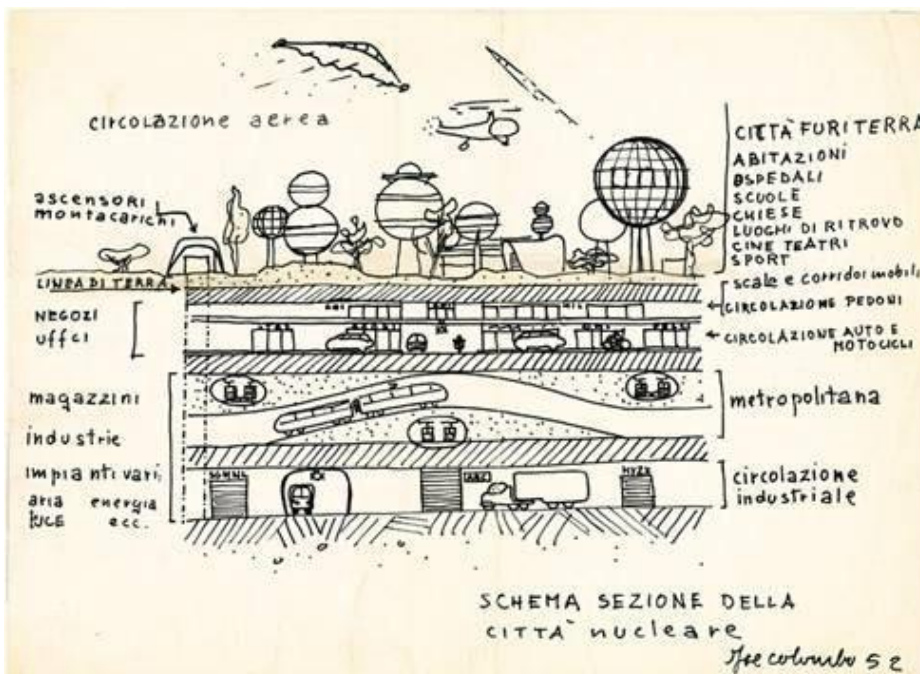 circolazione aerea
ascensori
montacarichi
LINEA DI TERRA
NEGOZI
UFFCI
magazzini
industrie
impianti vari
aria energia
LUCE ecc.
CITTÀ FURITERRA
ABITAZIONI
OSPEDALI
SCUOLE
CHIESE
LUOGHI DI RITROVO
CINE TEATRI
SPORT
scale e corridoi mobili
CIRCOLAZIONE PEDONI
CIRCOLAZIONE AUTO E
MOTOCICLI
metropolitana
circolazione
industriale
ABC
SCHEMA SEZIONE DELLA
CITTÀ nucleare
Joe colombo 52